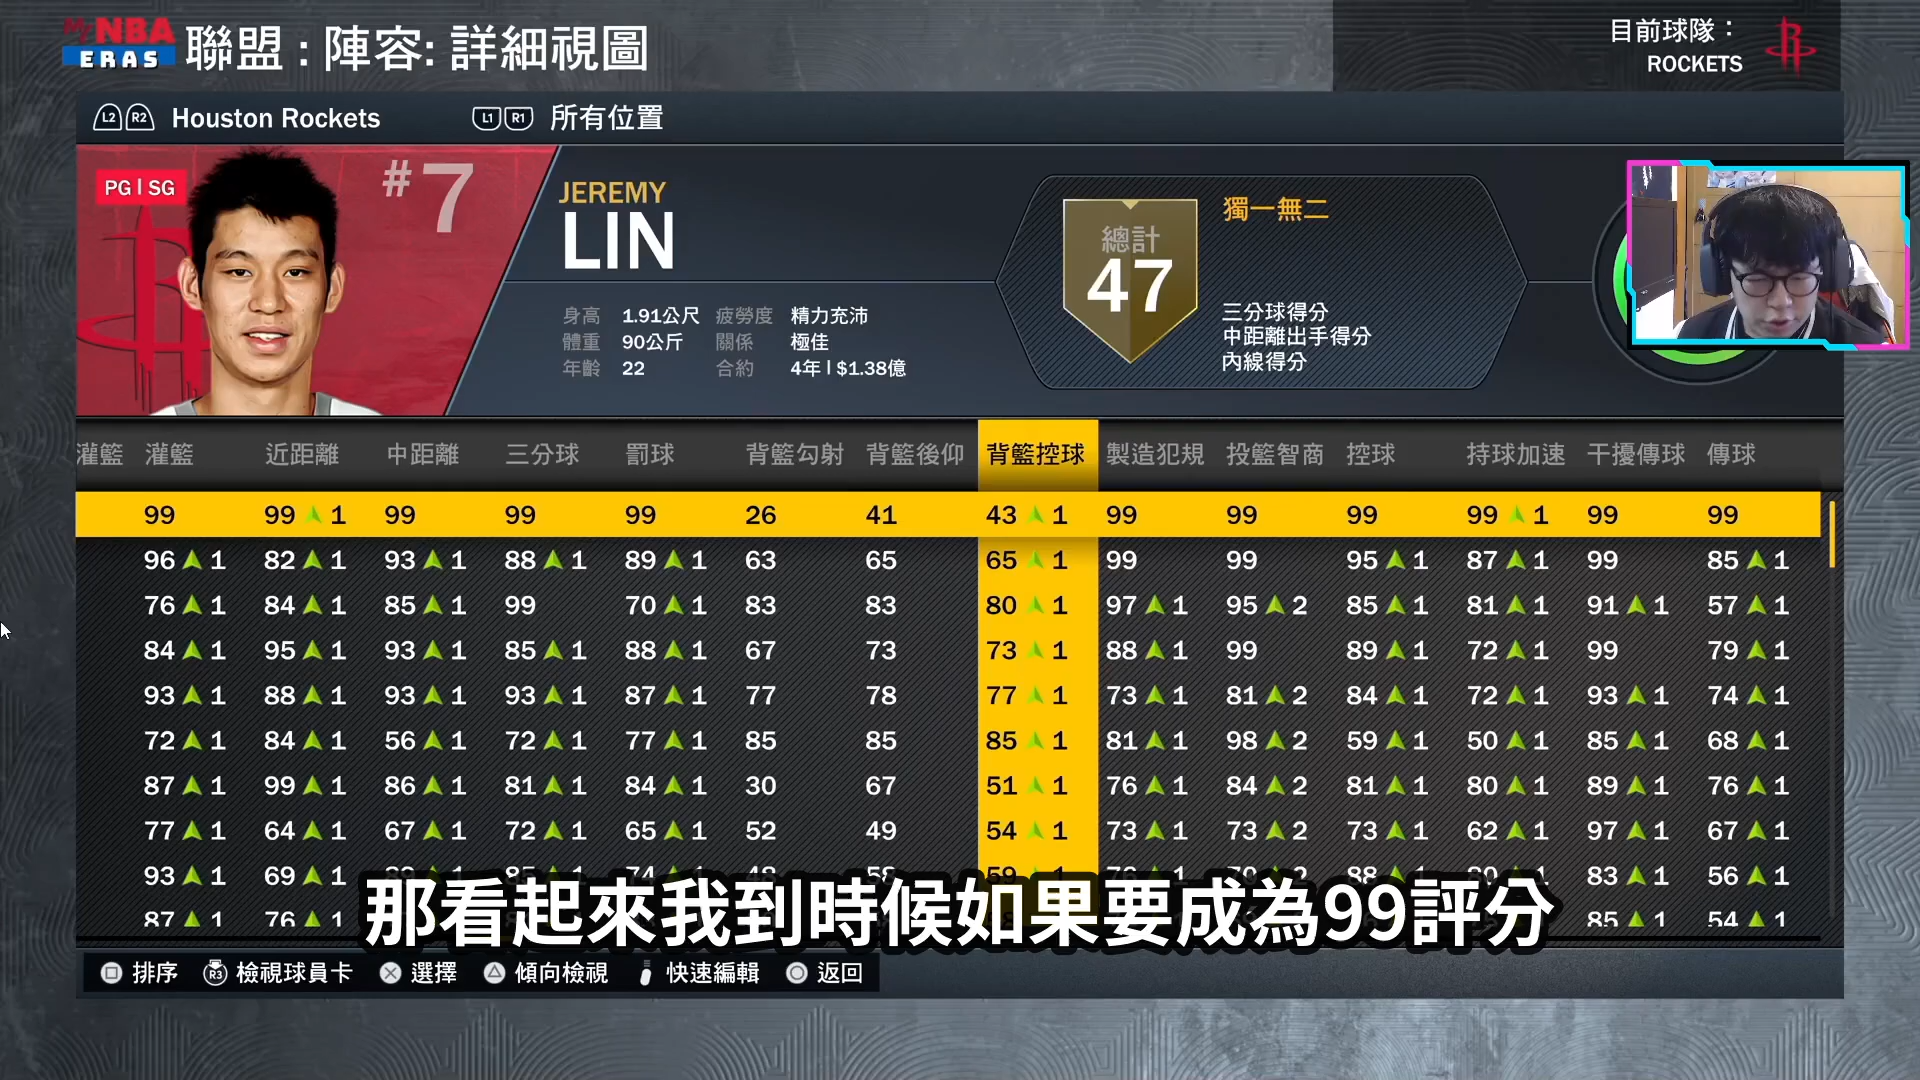 My NBA ERAS 聯盟 : 陣容: 詳細視圖
目前球隊：
ROCKETS
L2 R2 Houston Rockets L1 R1 所有位置
PG | SG
#7
JEREMY
LIN
身高 1.91公尺 疲勞度 精力充沛
體重 90公斤 關係 極佳
年齡 22 合約 4年 | $1.38億
總計
47
獨一無二
三分球得分
中距離出手得分
內線得分
灌籃 灌籃 近距離 中距離 三分球 罰球 背籃勾射 背籃後仰 背籃控球 製造犯規 投籃智商 控球 持球加速 干擾傳球 傳球
99 99 1 99 99 99 26 41 43 1 99 99 99 99 1 99 99
96 1 82 1 93 1 88 1 89 1 63 65 65 1 99 99 95 1 87 1 99 85 1
76 1 84 1 85 1 99 70 1 83 83 80 1 97 1 95 2 85 1 81 1 91 1 57 1
84 1 95 1 93 1 85 1 88 1 67 73 73 1 88 1 99 89 1 72 1 99 79 1
93 1 88 1 93 1 93 1 87 1 77 78 77 1 73 1 81 2 84 1 72 1 93 1 74 1
72 1 84 1 56 1 72 1 77 1 85 85 85 1 81 1 98 2 59 1 50 1 85 1 68 1
87 1 99 1 86 1 81 1 84 1 30 67 51 1 76 1 84 2 81 1 80 1 89 1 76 1
77 1 64 1 67 1 72 1 65 1 52 49 54 1 73 1 73 2 73 1 62 1 97 1 67 1
93 1 69 1 83 1 56 1
87 1 76 1 85 1 54 1
那看起來我到時候如果要成為99評分
排序 R3 檢視球員卡 選擇 傾向檢視 快速編輯 返回